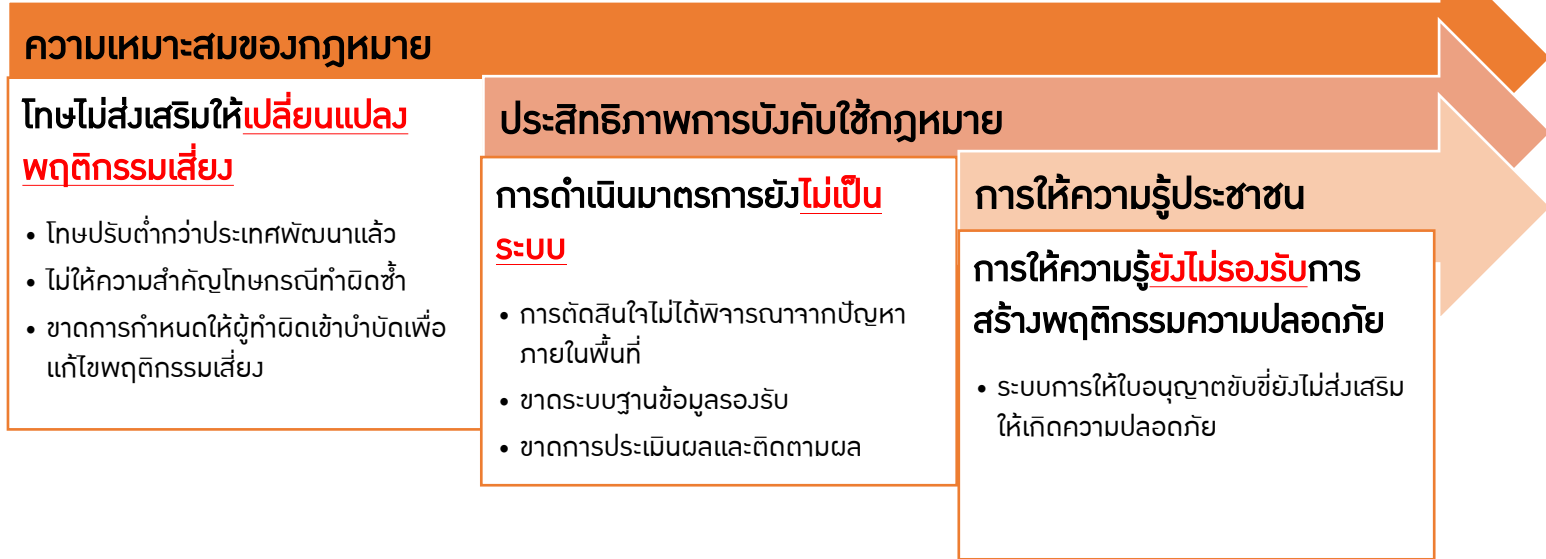 ความเหมาะสมของกฎหมาย
โทษไม่ส่งเสริมให้เปลี่ยนแปลง
พฤติกรรมเสี่ยง
• โทษปรับต่ำกว่าประเทศพัฒนาแล้ว
• ไม่ให้ความสำคัญโทษกรณีทำผิดซ้ำ
• ขาดการกำหนดให้ผู้ทำผิดเข้าบำบัดเพื่อ
แก้ไขพฤติกรรมเสี่ยง
ประสิทธิภาพการบังคับใช้กฎหมาย
การดำเนินมาตรการยังไม่เป็น
ระบบ
• การตัดสินใจไม่ได้พิจารณาจากปัญหา
ภายในพื้นที่
• ขาดระบบฐานข้อมูลรองรับ
• ขาดการประเมินผลและติดตามผล
การให้ความรู้ประชาชน
การให้ความรู้ยังไม่รองรับการ
สร้างพฤติกรรมความปลอดภัย
• ระบบการให้ใบอนุญาตขับขี่ยังไม่ส่งเสริม
ให้เกิดความปลอดภัย